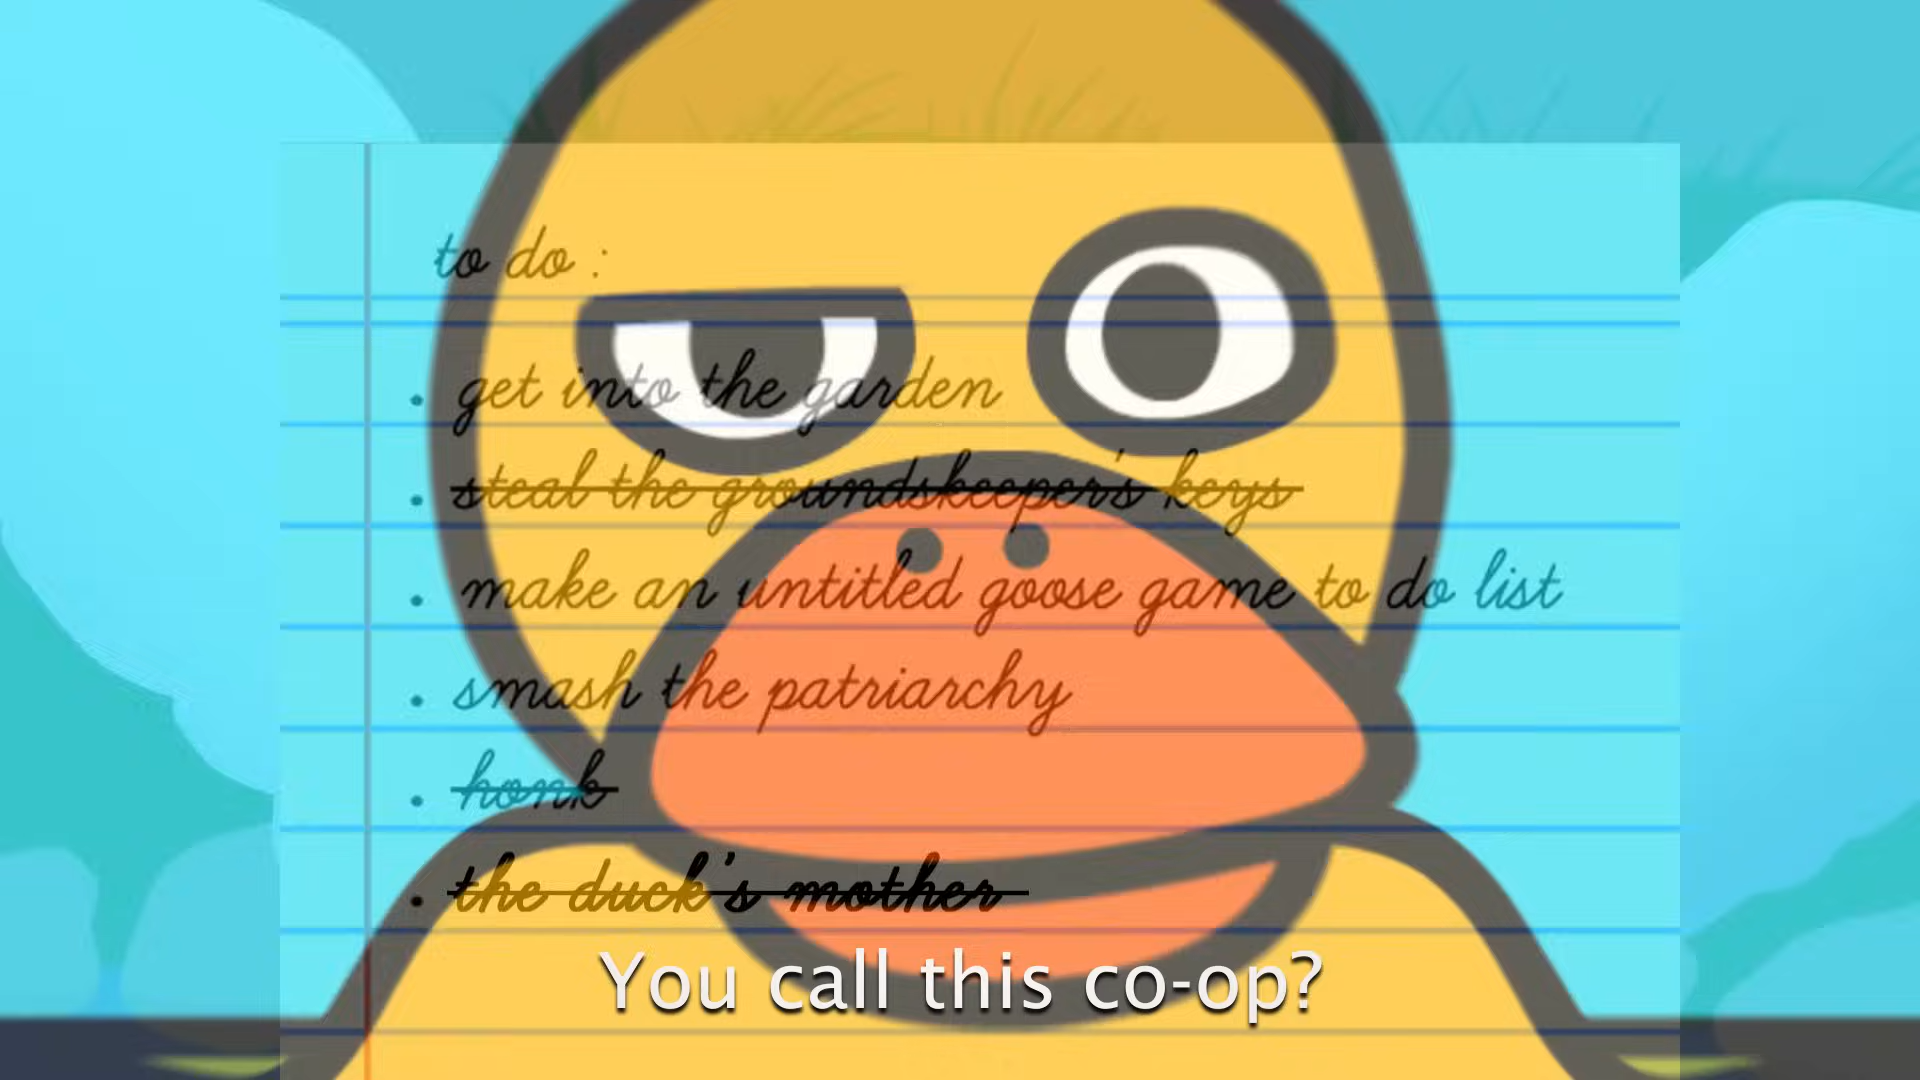 to do :
. get into the garden
. steal the groundskeeper's keys
. make an untitled goose game to do list
. smash the patriarchy
. honk
. the duck's mother
You call this co-op?